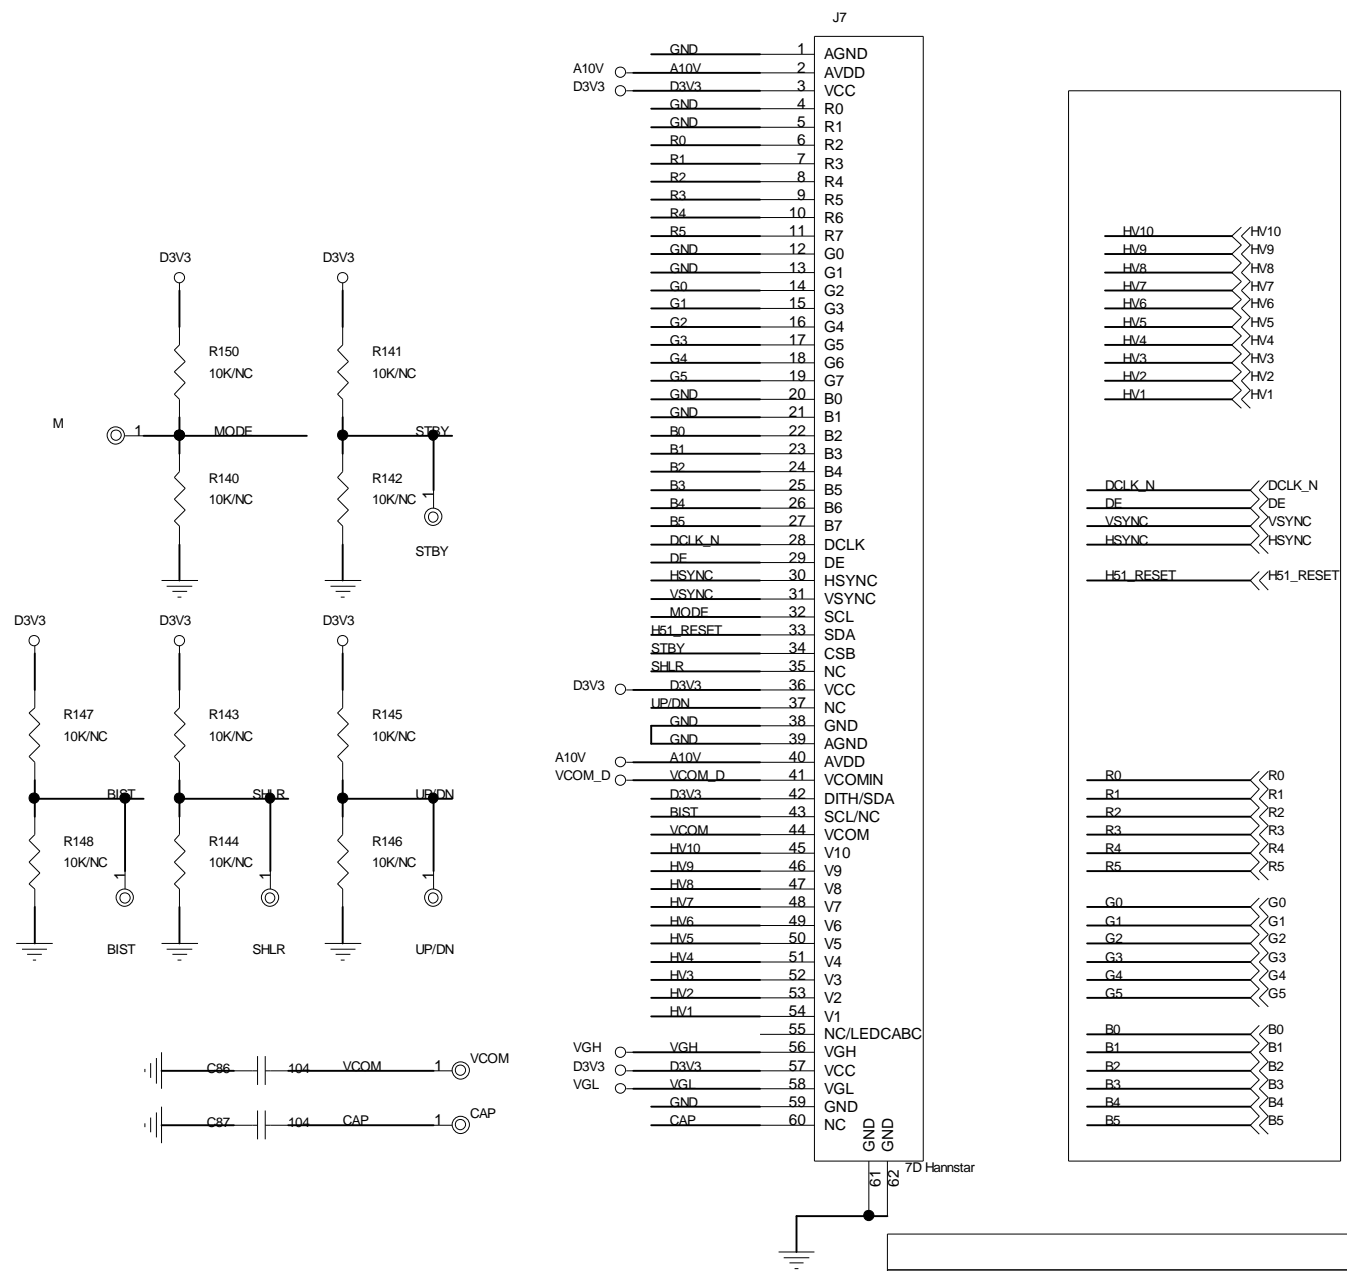 J7
GND 1 AGND
A10V A10V 2 AVDD
D3V3 D3V3 3 VCC
GND 4 R0
GND 5 R1
R0 6 R2
R1 7 R3
R2 8 R4
R3 9 R5
R4 10 R6
R5 11 R7
GND 12 G0
GND 13 G1
G0 14 G2
G1 15 G3
G2 16 G4
G3 17 G5
G4 18 G6
G5 19 G7
GND 20 B0
GND 21 B1
B0 22 B2
B1 23 B3
B2 24 B4
B3 25 B5
B4 26 B6
B5 27 B7
DCLK_N 28 DCLK
DE 29 DE
HSYNC 30 HSYNC
VSYNC 31 VSYNC
MODE 32 SCL
H51_RESET 33 SDA
STBY 34 CSB
SHLR 35 NC
D3V3 D3V3 36 VCC
UP/DN 37 NC
GND 38 GND
GND 39 AGND
A10V A10V 40 AVDD
VCOM_D VCOM_D 41 VCOMIN
D3V3 42 DITH/SDA
BIST 43 SCL/NC
VCOM 44 VCOM
HV10 45 V10
HV9 46 V9
HV8 47 V8
HV7 48 V7
HV6 49 V6
HV5 50 V5
HV4 51 V4
HV3 52 V3
HV2 53 V2
HV1 54 V1
55 NC/LEDCABC
VGH VGH 56 VGH
D3V3 D3V3 57 VCC
VGL VGL 58 VGL
GND 59 GND
CAP 60 NC
GND GND
61 62
7D Hannstar
D3V3 D3V3
R150 R141
10K/NC 10K/NC
M 1 MODE STBY
R140 R142
10K/NC 10K/NC
1
STBY
D3V3 D3V3 D3V3
R147 R143 R145
10K/NC 10K/NC 10K/NC
BIST SHLR UP/DN
R148 R144 R146
10K/NC 10K/NC 10K/NC
1 1 1
BIST SHLR UP/DN
C86 104 VCOM 1 VCOM
C87 104 CAP 1 CAP
HV10 HV10
HV9 HV9
HV8 HV8
HV7 HV7
HV6 HV6
HV5 HV5
HV4 HV4
HV3 HV3
HV2 HV2
HV1 HV1
DCLK_N DCLK_N
DE DE
VSYNC VSYNC
HSYNC HSYNC
H51_RESET H51_RESET
R0 R0
R1 R1
R2 R2
R3 R3
R4 R4
R5 R5
G0 G0
G1 G1
G2 G2
G3 G3
G4 G4
G5 G5
B0 B0
B1 B1
B2 B2
B3 B3
B4 B4
B5 B5